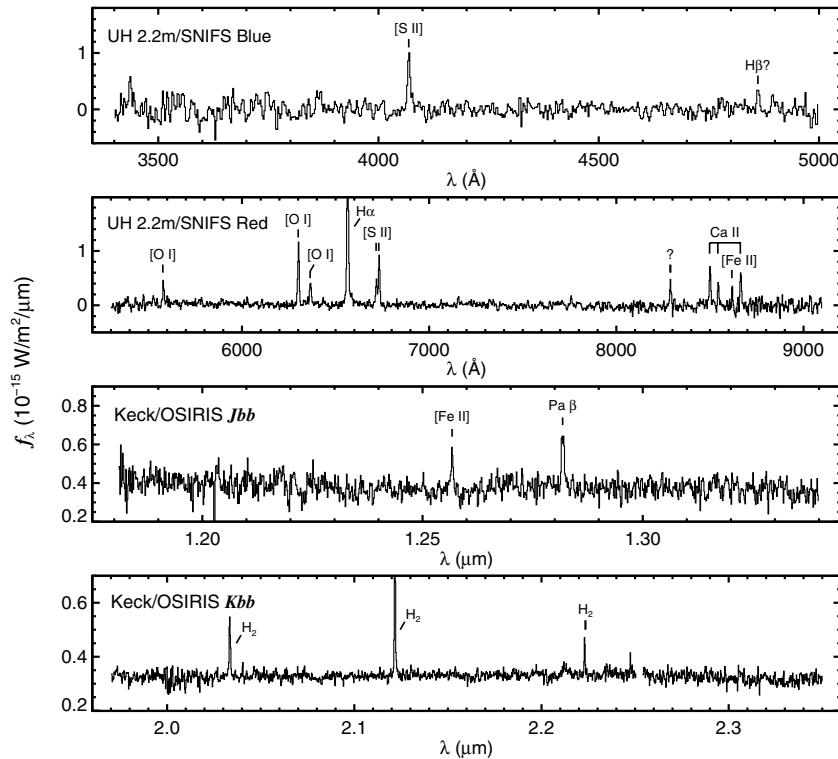 UH 2.2m/SNIFS Blue
[S II]
Hβ?
1
0
3500 4000 4500 5000
λ (Å)
UH 2.2m/SNIFS Red
[O I]
[O I]
[O I]
Hα
[S II]
?
Ca II
[Fe II]
1
0
6000 7000 8000 9000
λ (Å)
fλ (10⁻¹⁵ W/m²/μm)
Keck/OSIRIS Jbb
[Fe II]
Pa β
0.8
0.6
0.4
0.2
1.20 1.25 1.30
λ (μm)
Keck/OSIRIS Kbb
H₂
H₂
H₂
0.6
0.4
0.2
2.0 2.1 2.2 2.3
λ (μm)